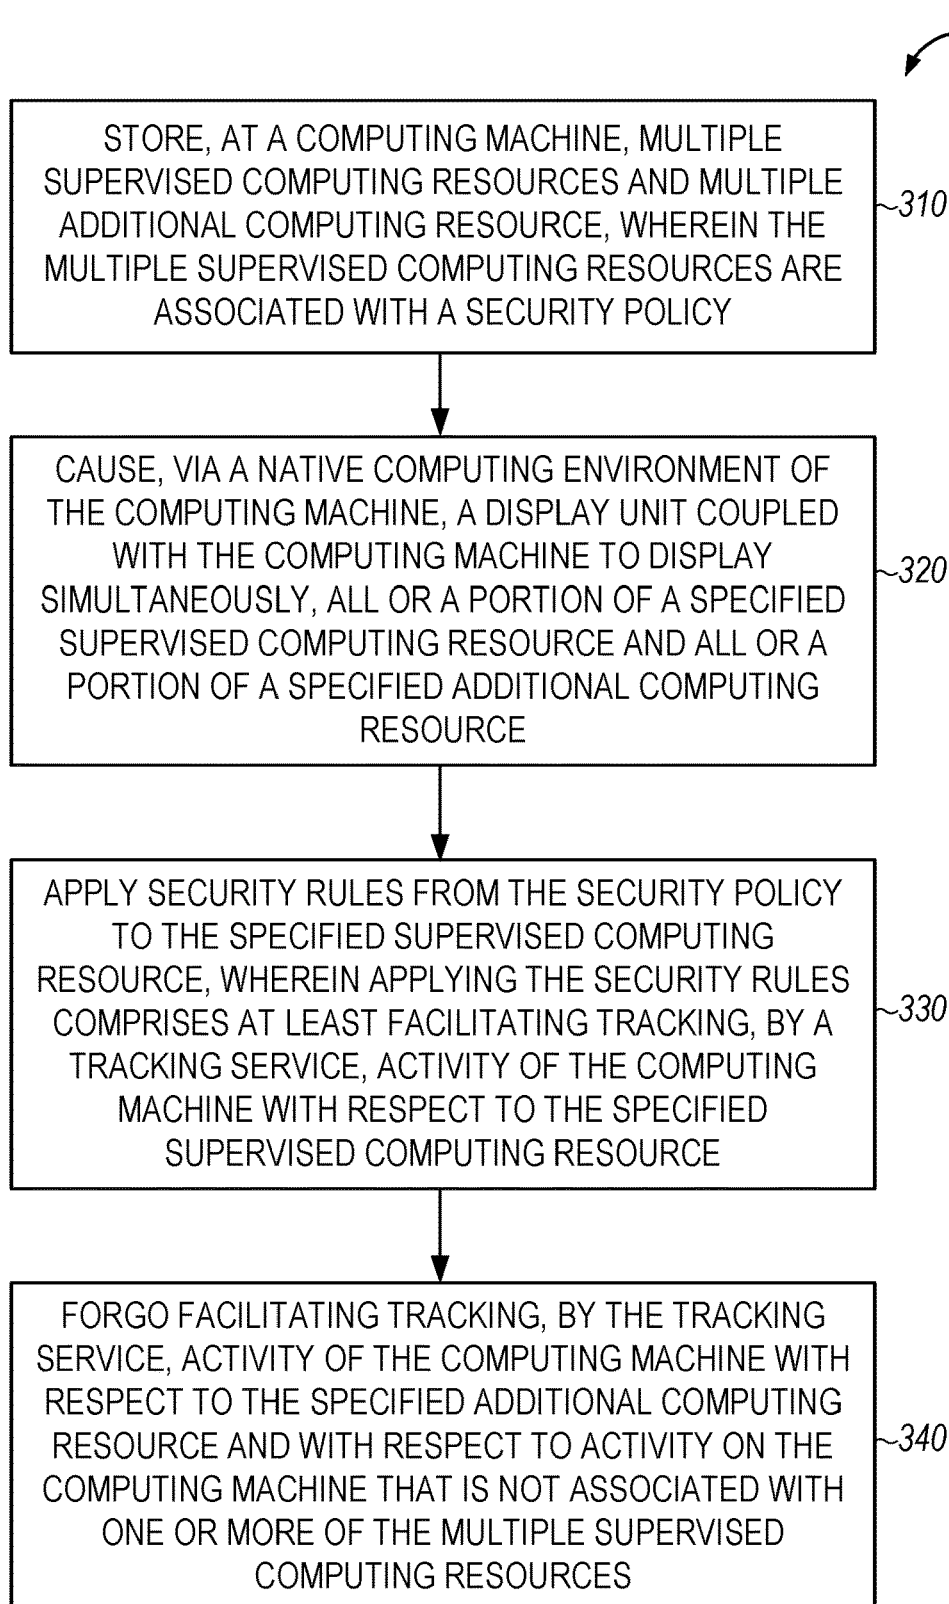 STORE, AT A COMPUTING MACHINE, MULTIPLE
SUPERVISED COMPUTING RESOURCES AND MULTIPLE
ADDITIONAL COMPUTING RESOURCE, WHEREIN THE
MULTIPLE SUPERVISED COMPUTING RESOURCES ARE
ASSOCIATED WITH A SECURITY POLICY
310
CAUSE, VIA A NATIVE COMPUTING ENVIRONMENT OF
THE COMPUTING MACHINE, A DISPLAY UNIT COUPLED
WITH THE COMPUTING MACHINE TO DISPLAY
SIMULTANEOUSLY, ALL OR A PORTION OF A SPECIFIED
SUPERVISED COMPUTING RESOURCE AND ALL OR A
PORTION OF A SPECIFIED ADDITIONAL COMPUTING
RESOURCE
320
APPLY SECURITY RULES FROM THE SECURITY POLICY
TO THE SPECIFIED SUPERVISED COMPUTING
RESOURCE, WHEREIN APPLYING THE SECURITY RULES
COMPRISES AT LEAST FACILITATING TRACKING, BY A
TRACKING SERVICE, ACTIVITY OF THE COMPUTING
MACHINE WITH RESPECT TO THE SPECIFIED
SUPERVISED COMPUTING RESOURCE
330
FORGO FACILITATING TRACKING, BY THE TRACKING
SERVICE, ACTIVITY OF THE COMPUTING MACHINE WITH
RESPECT TO THE SPECIFIED ADDITIONAL COMPUTING
RESOURCE AND WITH RESPECT TO ACTIVITY ON THE
COMPUTING MACHINE THAT IS NOT ASSOCIATED WITH
ONE OR MORE OF THE MULTIPLE SUPERVISED
COMPUTING RESOURCES
340